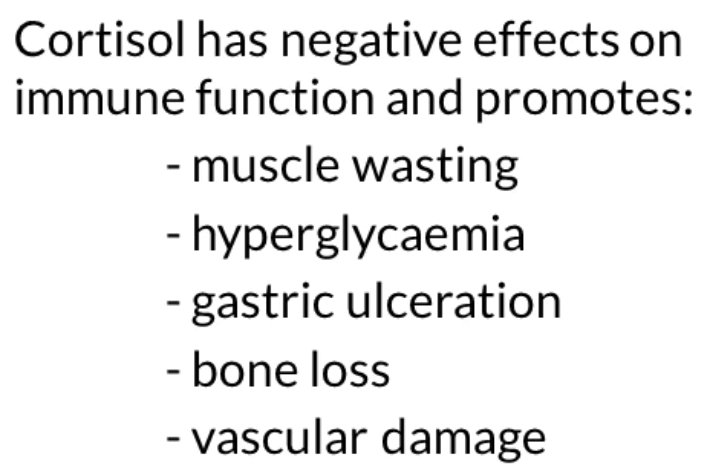 Cortisol has negative effects on
immune function and promotes:
- muscle wasting
- hyperglycaemia
- gastric ulceration
- bone loss
- vascular damage